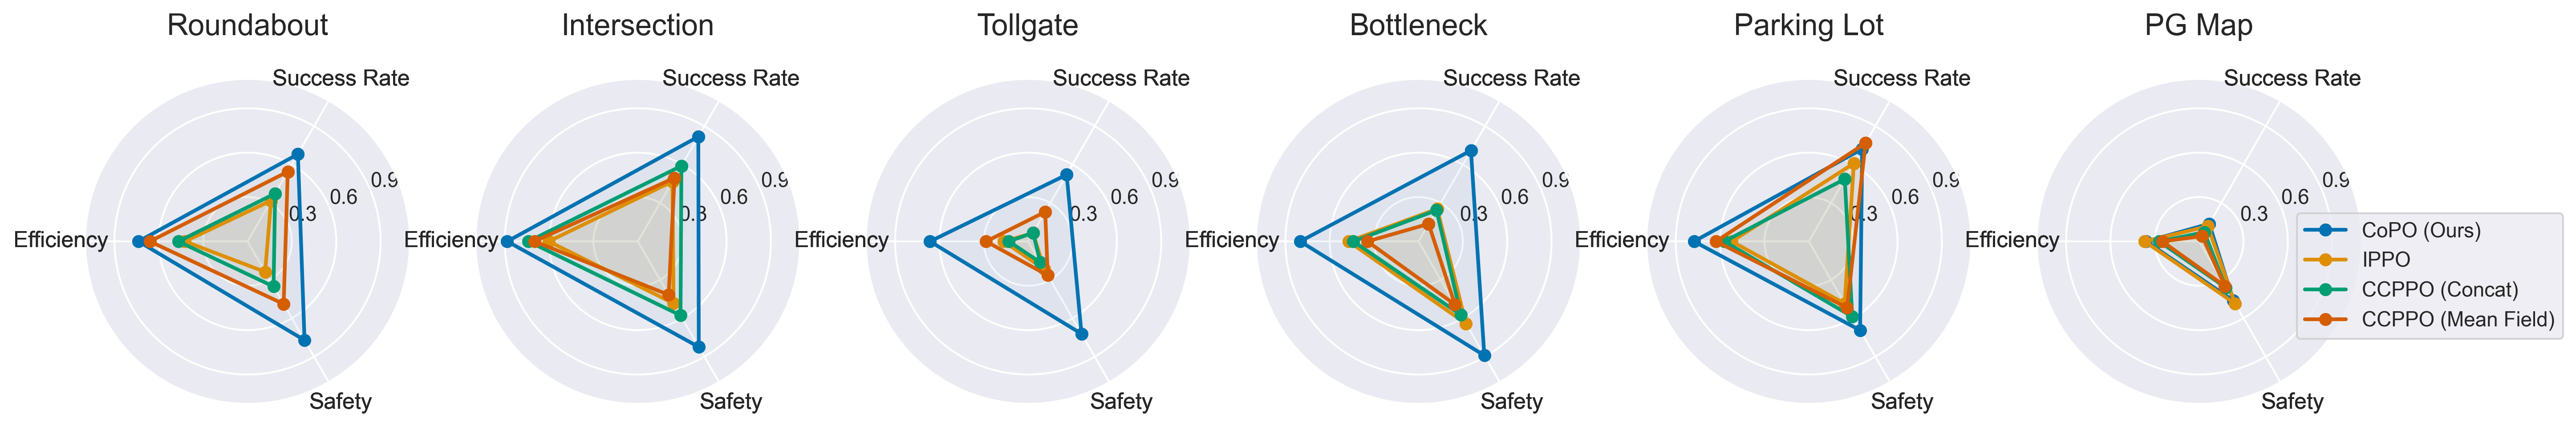 Roundabout
Intersection
Tollgate
Bottleneck
Parking Lot
PG Map
Success Rate
Efficiency
Safety
0.3
0.6
0.9
Success Rate
Efficiency
Safety
0.3
0.6
0.9
Success Rate
Efficiency
Safety
0.3
0.6
0.9
Success Rate
Efficiency
Safety
0.3
0.6
0.9
Success Rate
Efficiency
Safety
0.3
0.6
0.9
Success Rate
Efficiency
Safety
0.3
0.6
0.9
CoPO (Ours)
IPPO
CCPPO (Concat)
CCPPO (Mean Field)